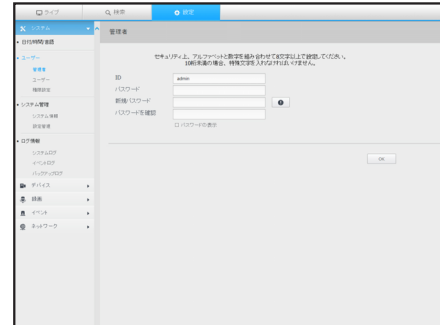 ライブ
検索
設定
システム
日付/時間/言語
ユーザー
管理者
ユーザー
権限設定
システム管理
システム情報
設定管理
ログ情報
システムログ
イベントログ
バックアップログ
デバイス
録画
イベント
ネットワーク
管理者
セキュリティ上、アルファベットと数字を組み合わせて8文字以上で設定してください。
10桁未満の場合、特殊文字を入れなければいけません。
ID admin
パスワード
新規パスワード
パスワードを確認
パスワードの表示
OK